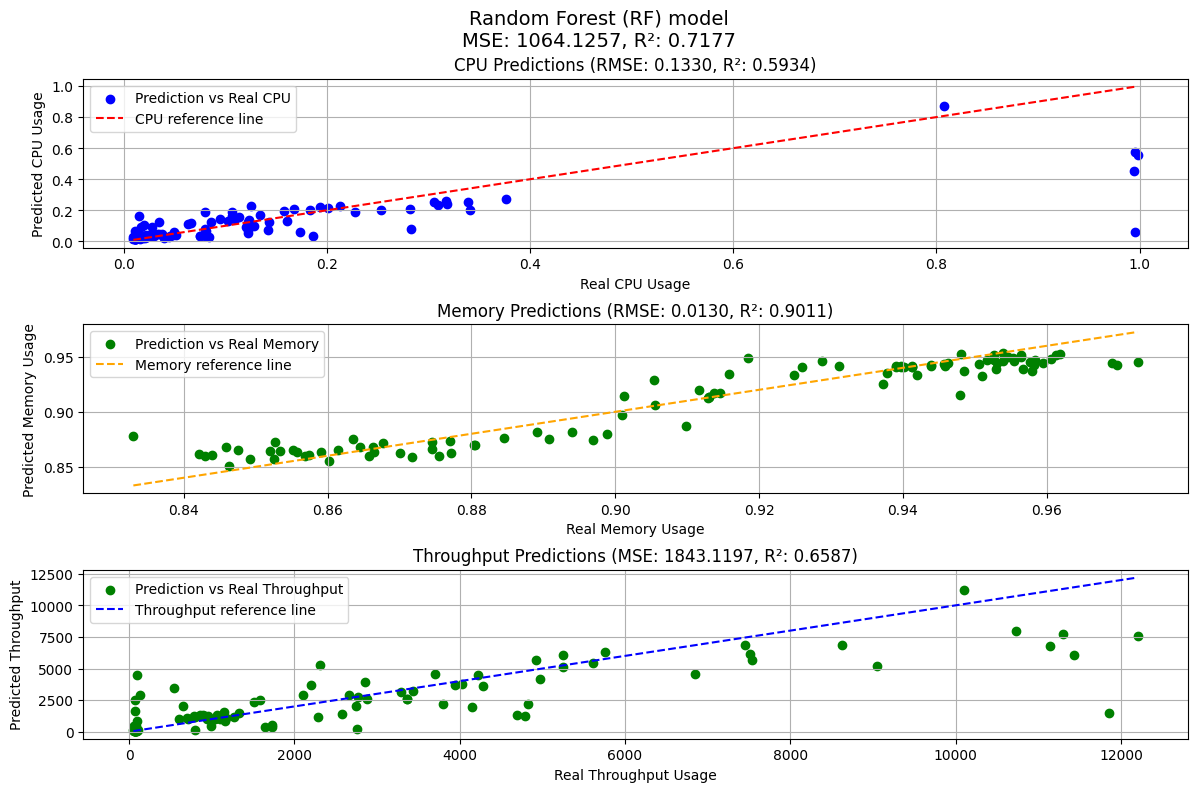 Random Forest (RF) model
MSE: 1064.1257, R²: 0.7177
CPU Predictions (RMSE: 0.1330, R²: 0.5934)
Predicted CPU Usage
1.0
0.8
0.6
0.4
0.2
0.0
Prediction vs Real CPU
CPU reference line
0.0 0.2 0.4 0.6 0.8 1.0
Real CPU Usage
Memory Predictions (RMSE: 0.0130, R²: 0.9011)
Predicted Memory Usage
0.95
0.90
0.85
Prediction vs Real Memory
Memory reference line
0.84 0.86 0.88 0.90 0.92 0.94 0.96
Real Memory Usage
Throughput Predictions (MSE: 1843.1197, R²: 0.6587)
Predicted Throughput
12500
10000
7500
5000
2500
0
Prediction vs Real Throughput
Throughput reference line
0 2000 4000 6000 8000 10000 12000
Real Throughput Usage